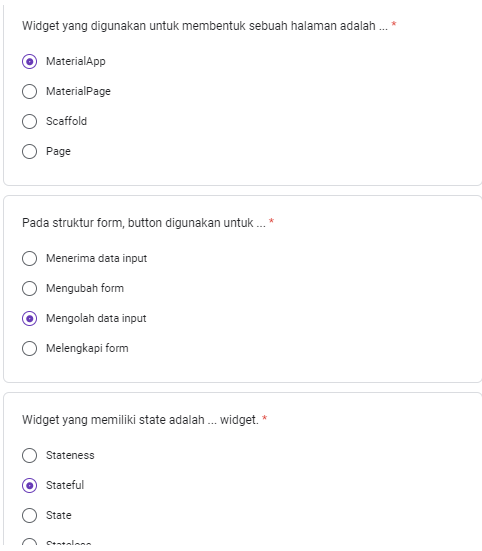 Widget yang digunakan untuk membentuk sebuah halaman adalah ... *
MaterialApp
MaterialPage
Scaffold
Page
Pada struktur form, button digunakan untuk ... *
Menerima data input
Mengubah form
Mengolah data input
Melengkapi form
Widget yang memiliki state adalah ... widget. *
Stateness
Stateful
State